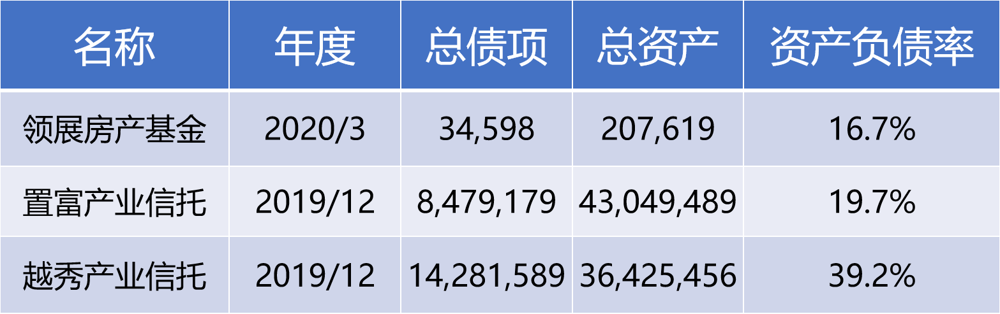 名称 年度 总债项 总资产 资产负债率
领展房产基金 2020/3 34,598 207,619 16.7%
置富产业信托 2019/12 8,479,179 43,049,489 19.7%
越秀产业信托 2019/12 14,281,589 36,425,456 39.2%